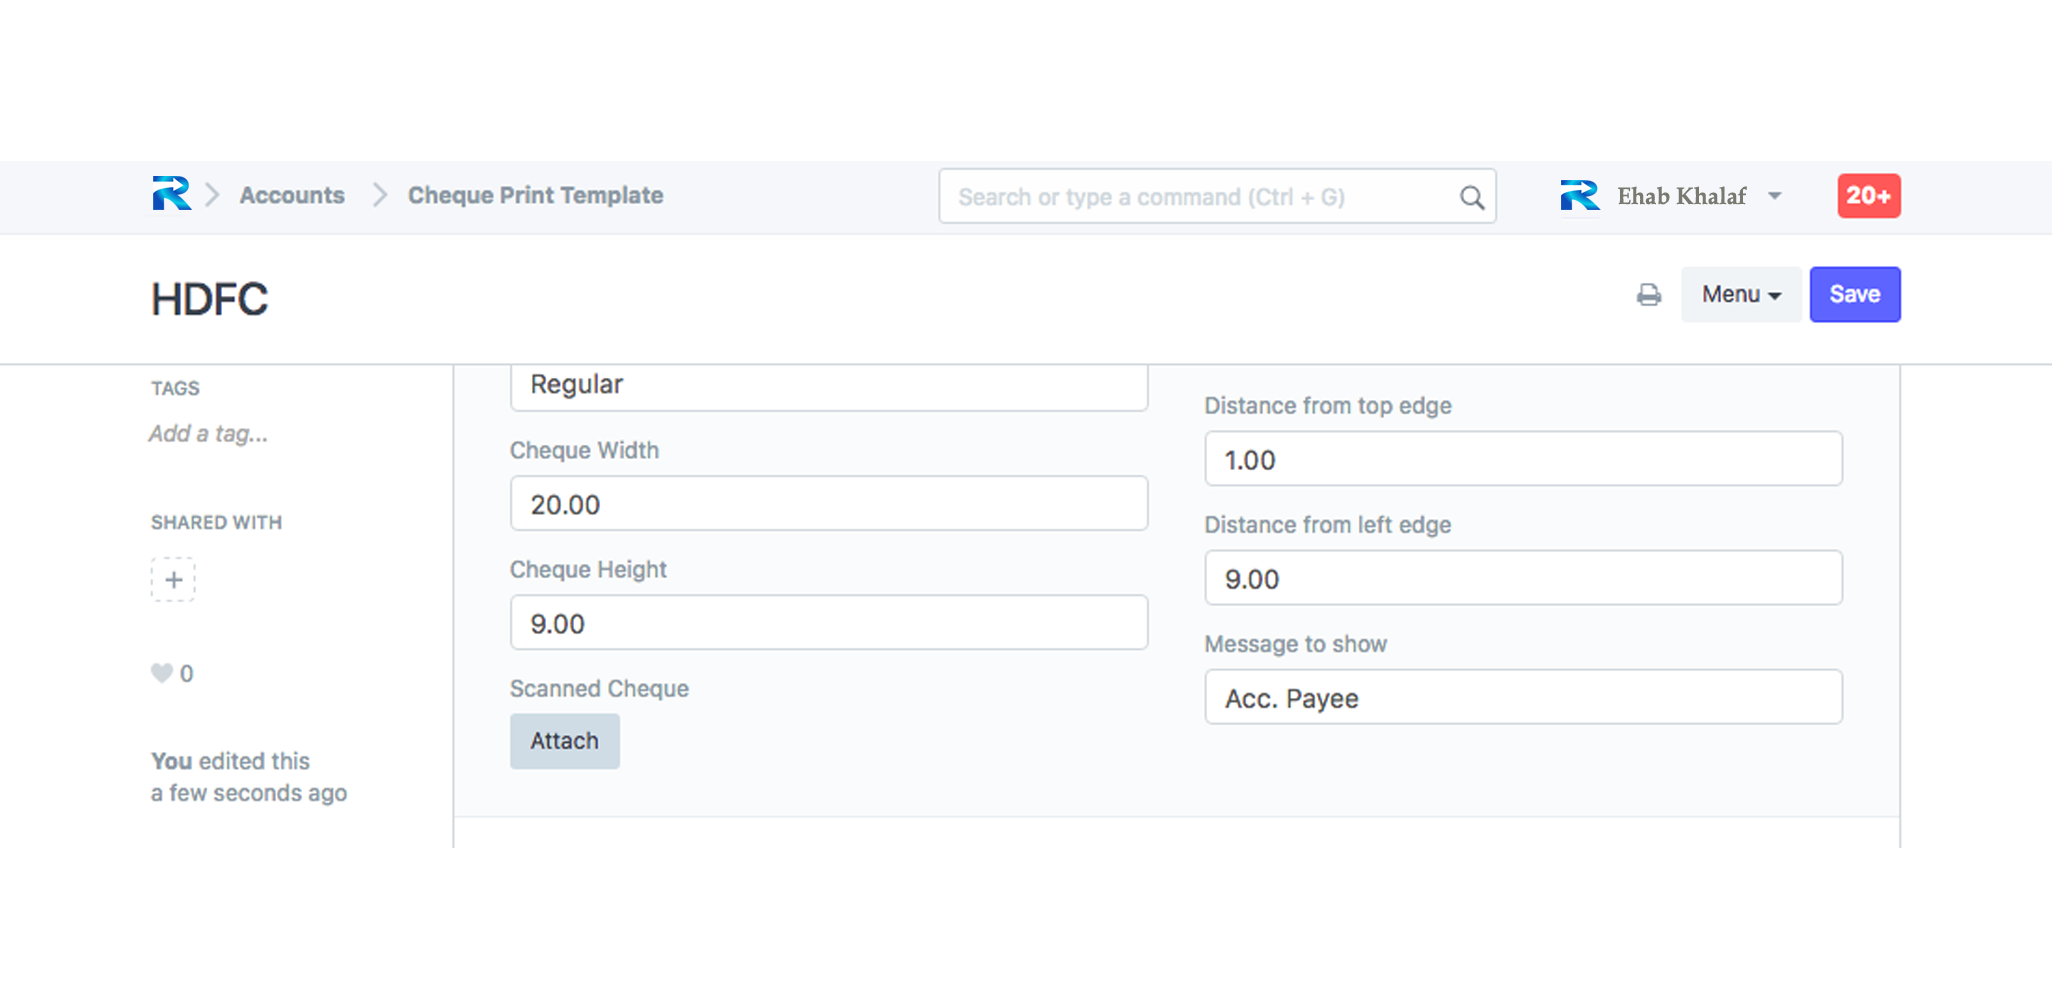 Accounts
Cheque Print Template
Search or type a command (Ctrl + G)
Ehab Khalaf
20+
HDFC
Menu
Save
TAGS
Add a tag...
SHARED WITH
+
0
You edited this
a few seconds ago
Regular
Cheque Width
20.00
Cheque Height
9.00
Scanned Cheque
Attach
Distance from top edge
1.00
Distance from left edge
9.00
Message to show
Acc. Payee